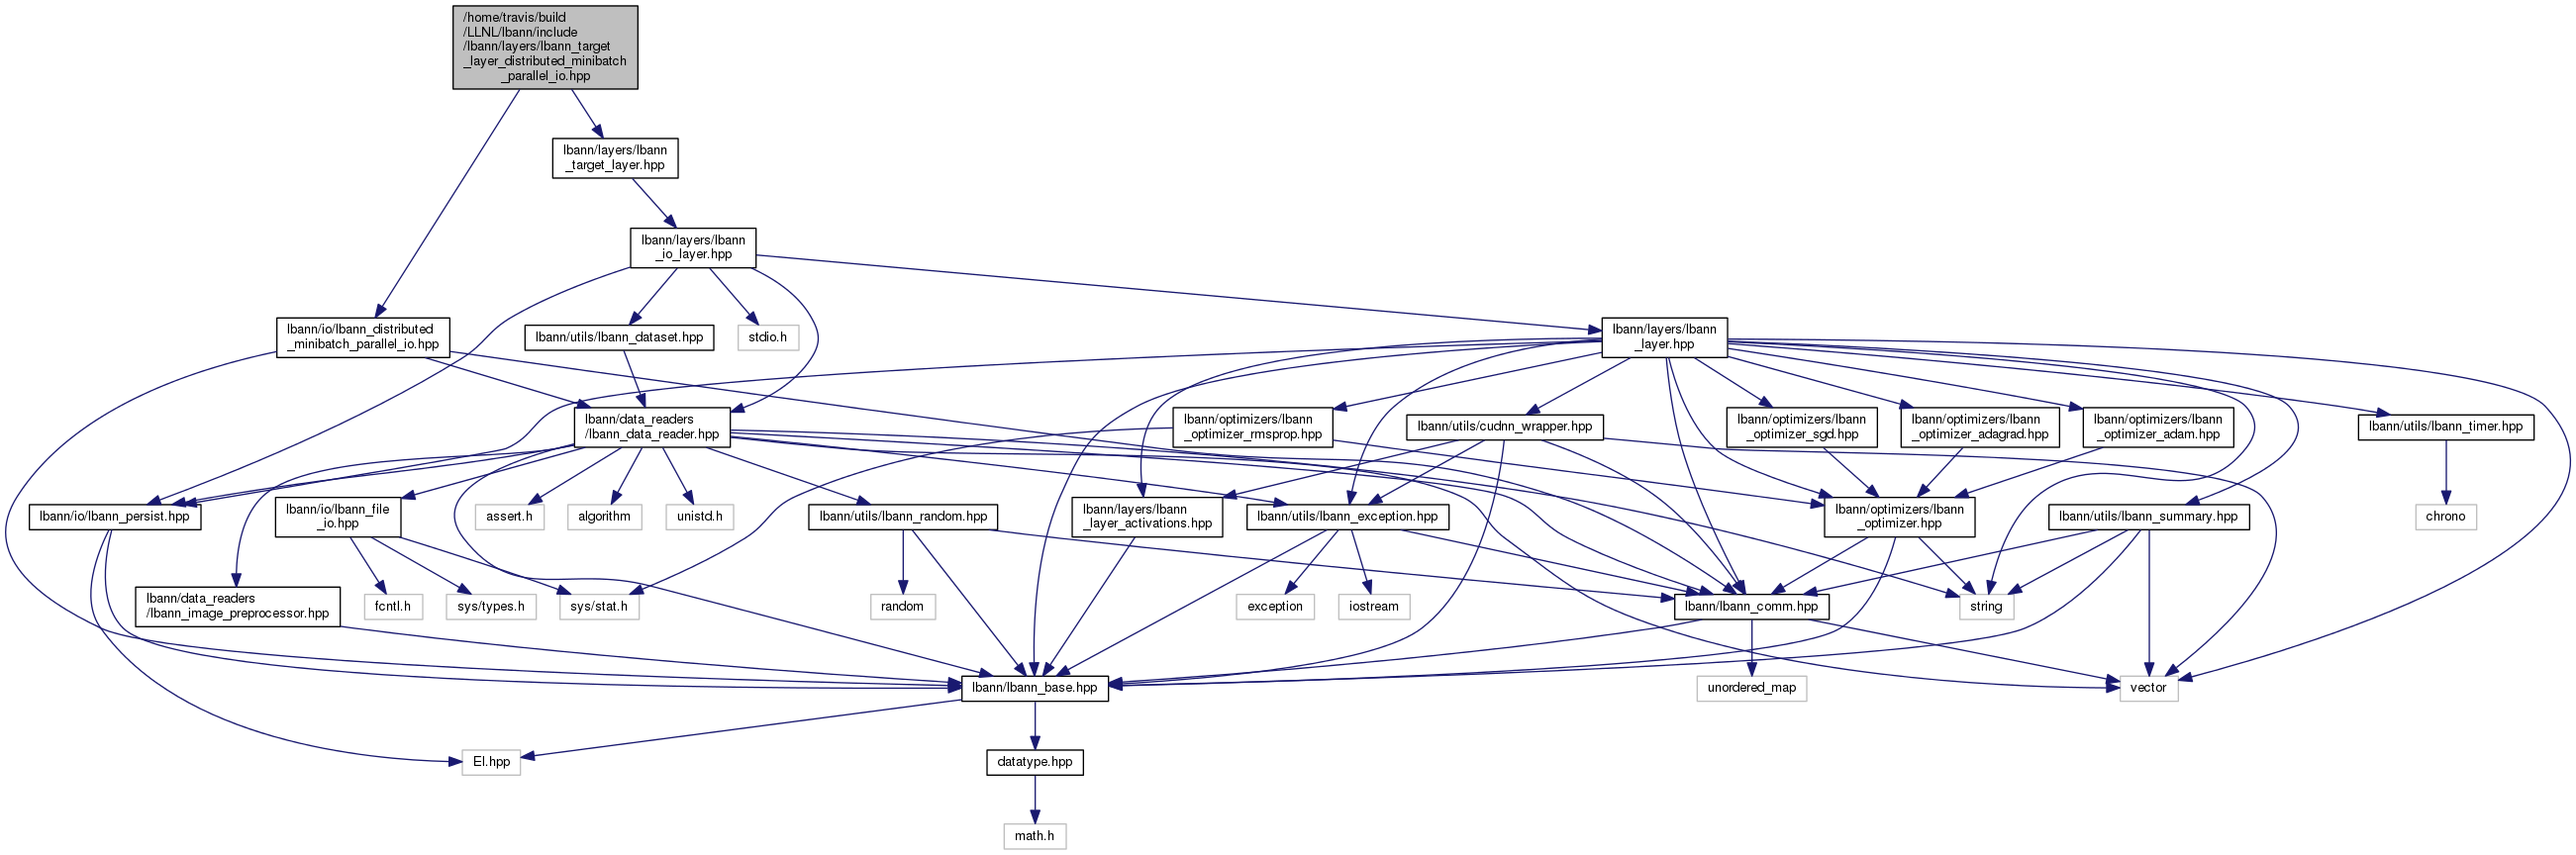 /home/travis/build
/LLNL/lbann/include
/lbann/layers/lbann_target
_layer_distributed_minibatch
_parallel_io.hpp
lbann/layers/lbann
_target_layer.hpp
lbann/layers/lbann
_io_layer.hpp
lbann/io/lbann_distributed
_minibatch_parallel_io.hpp
lbann/utils/lbann_dataset.hpp
stdio.h
lbann/layers/lbann
_layer.hpp
lbann/data_readers
/lbann_data_reader.hpp
lbann/optimizers/lbann
_optimizer_rmsprop.hpp
lbann/utils/cudnn_wrapper.hpp
lbann/optimizers/lbann
_optimizer_sgd.hpp
lbann/optimizers/lbann
_optimizer_adagrad.hpp
lbann/optimizers/lbann
_optimizer_adam.hpp
lbann/utils/lbann_timer.hpp
lbann/io/lbann_persist.hpp
lbann/io/lbann_file
_io.hpp
assert.h
algorithm
unistd.h
lbann/utils/lbann_random.hpp
lbann/layers/lbann
_layer_activations.hpp
lbann/utils/lbann_exception.hpp
lbann/optimizers/lbann
_optimizer.hpp
lbann/utils/lbann_summary.hpp
chrono
lbann/data_readers
/lbann_image_preprocessor.hpp
fcntl.h
sys/types.h
sys/stat.h
random
exception
iostream
lbann/lbann_comm.hpp
string
lbann/lbann_base.hpp
unordered_map
vector
El.hpp
datatype.hpp
math.h